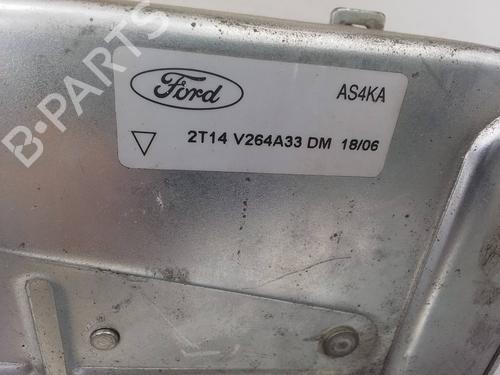 B-PARTS
Ford
AS4KA
2T14 V264A33 DM 18/06